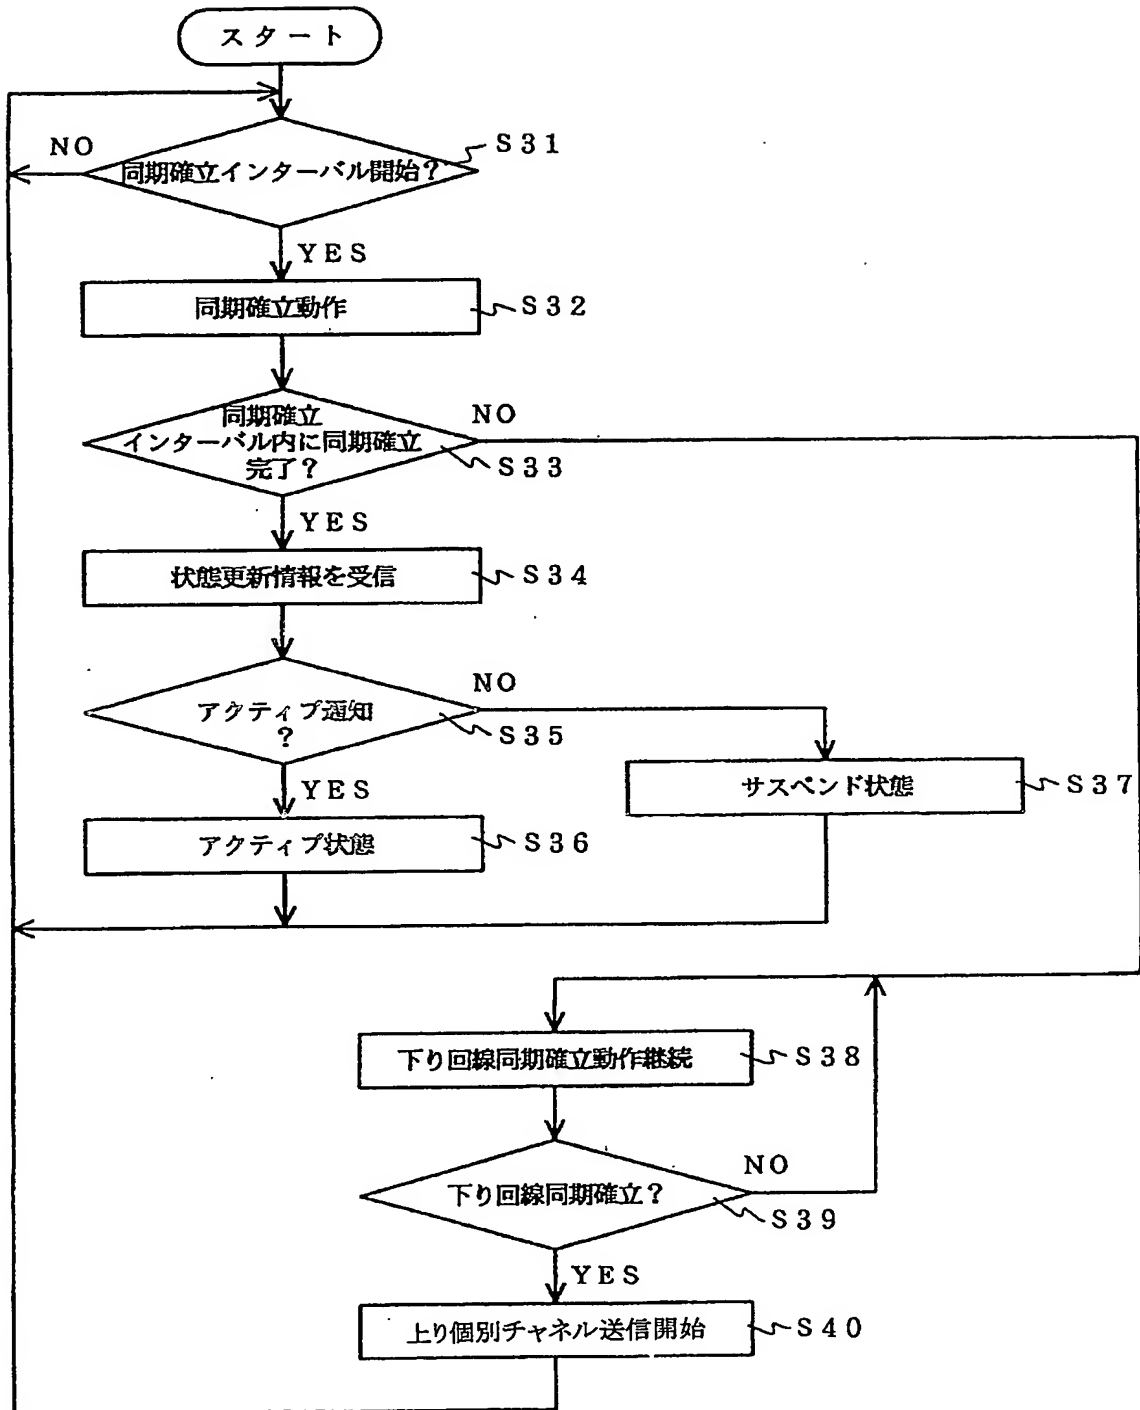 スタート
NO
S31
同期確立インターバル開始?
YES
同期確立動作
S32
同期確立
インターバル内に同期確立
完了?
NO
S33
YES
状態更新情報を受信
S34
アクティブ通知
?
NO
S35
YES
サスペンド状態
S37
アクティブ状態
S36
下り回線同期確立動作継続
S38
下り回線同期確立?
NO
S39
YES
上り個別チャネル送信開始
S40